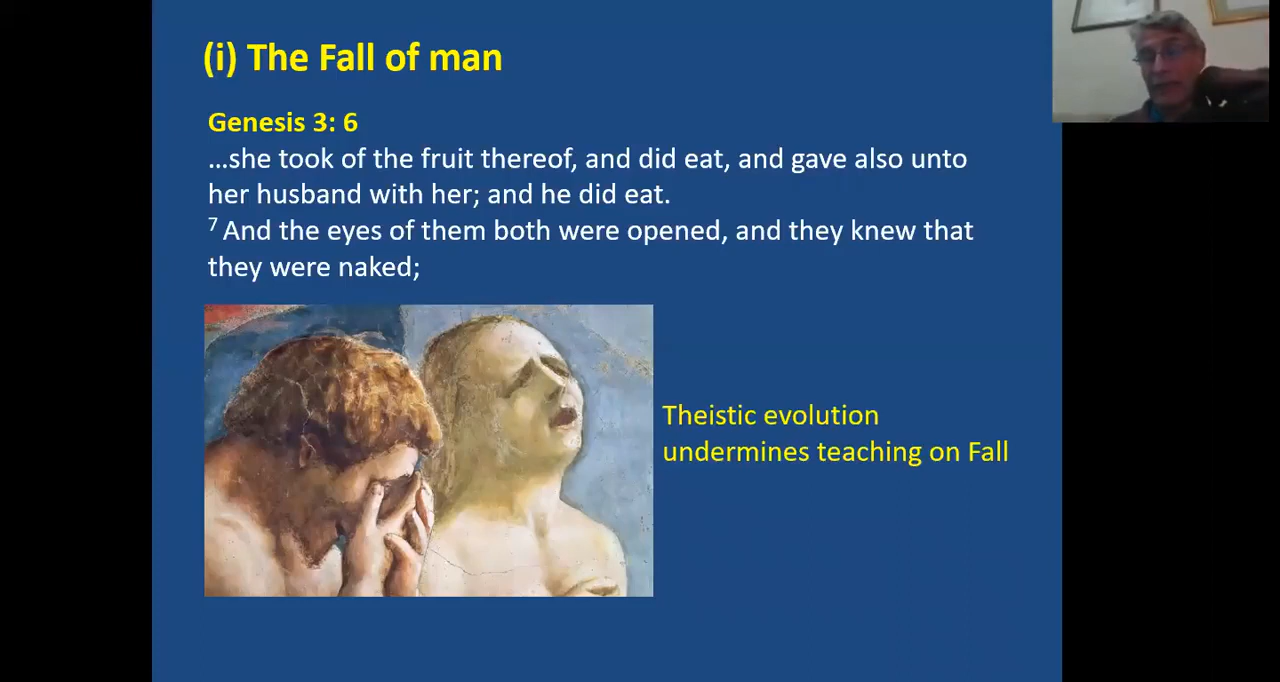 (i) The Fall of man
Genesis 3: 6
…she took of the fruit thereof, and did eat, and gave also unto
her husband with her; and he did eat.
7 And the eyes of them both were opened, and they knew that
they were naked;
Theistic evolution
undermines teaching on Fall